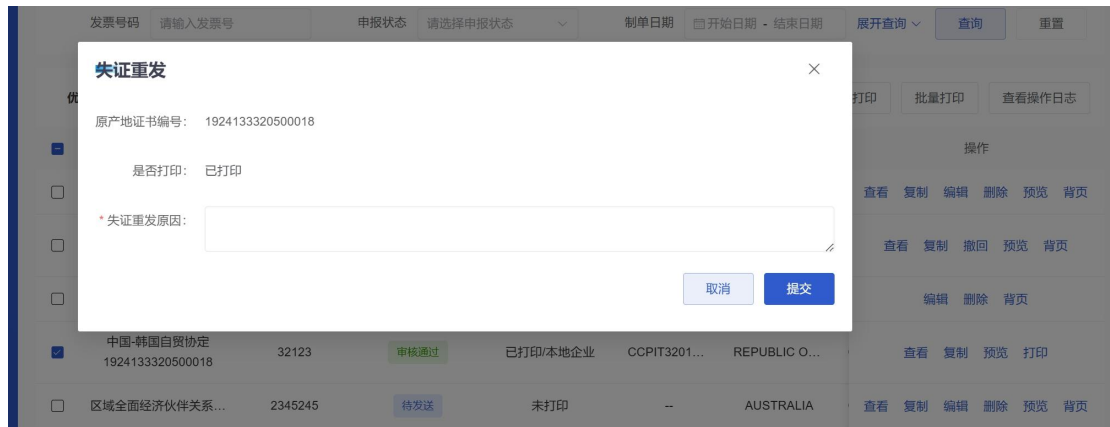 发票号码 请输入发票号 申报状态 请选择申报状态 制单日期 开始日期 - 结束日期 展开查询 查询 重置
失证重发
优 打印 批量打印 查看操作日志
原产地证书编号： 1924133320500018
操作
是否打印： 已打印
查看 复制 编辑 删除 预览 背页
* 失证重发原因：
查看 复制 撤回 预览 背页
取消 提交
编辑 删除 背页
中国-韩国自贸协定
1924133320500018 32123 审核通过 已打印/本地企业 CCPIT3201... REPUBLIC O... 查看 复制 预览 打印
区域全面经济伙伴关系... 2345245 待发送 未打印 -- AUSTRALIA 查看 复制 编辑 删除 预览 背页